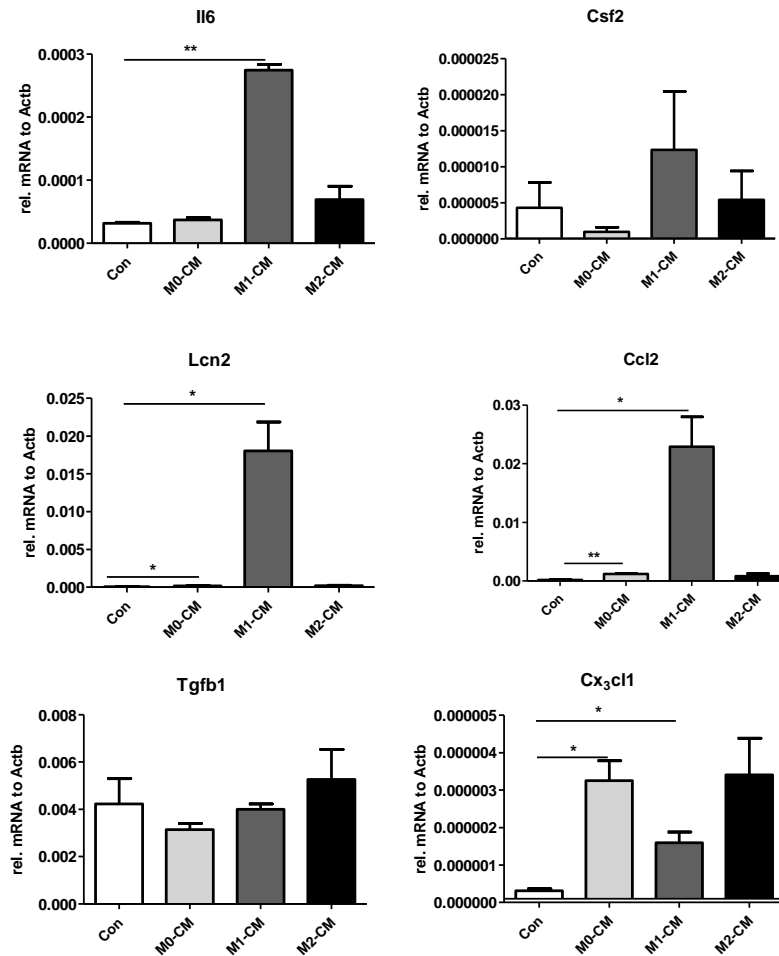 Il6
rel. mRNA to Actb
0.0003
0.0002
0.0001
0.0000
**
Con
M0-CM
M1-CM
M2-CM
Csf2
rel. mRNA to Actb
0.000025
0.000020
0.000015
0.000010
0.000005
0.000000
Con
M0-CM
M1-CM
M2-CM
Lcn2
rel. mRNA to Actb
0.025
0.020
0.015
0.010
0.005
0.000
*
*
Con
M0-CM
M1-CM
M2-CM
Ccl2
rel. mRNA to Actb
0.03
0.02
0.01
0.00
*
**
Con
M0-CM
M1-CM
M2-CM
Tgfb1
rel. mRNA to Actb
0.008
0.006
0.004
0.002
0.000
Con
M0-CM
M1-CM
M2-CM
Cx₃cl1
rel. mRNA to Actb
0.000005
0.000004
0.000003
0.000002
0.000001
0.000000
*
*
Con
M0-CM
M1-CM
M2-CM